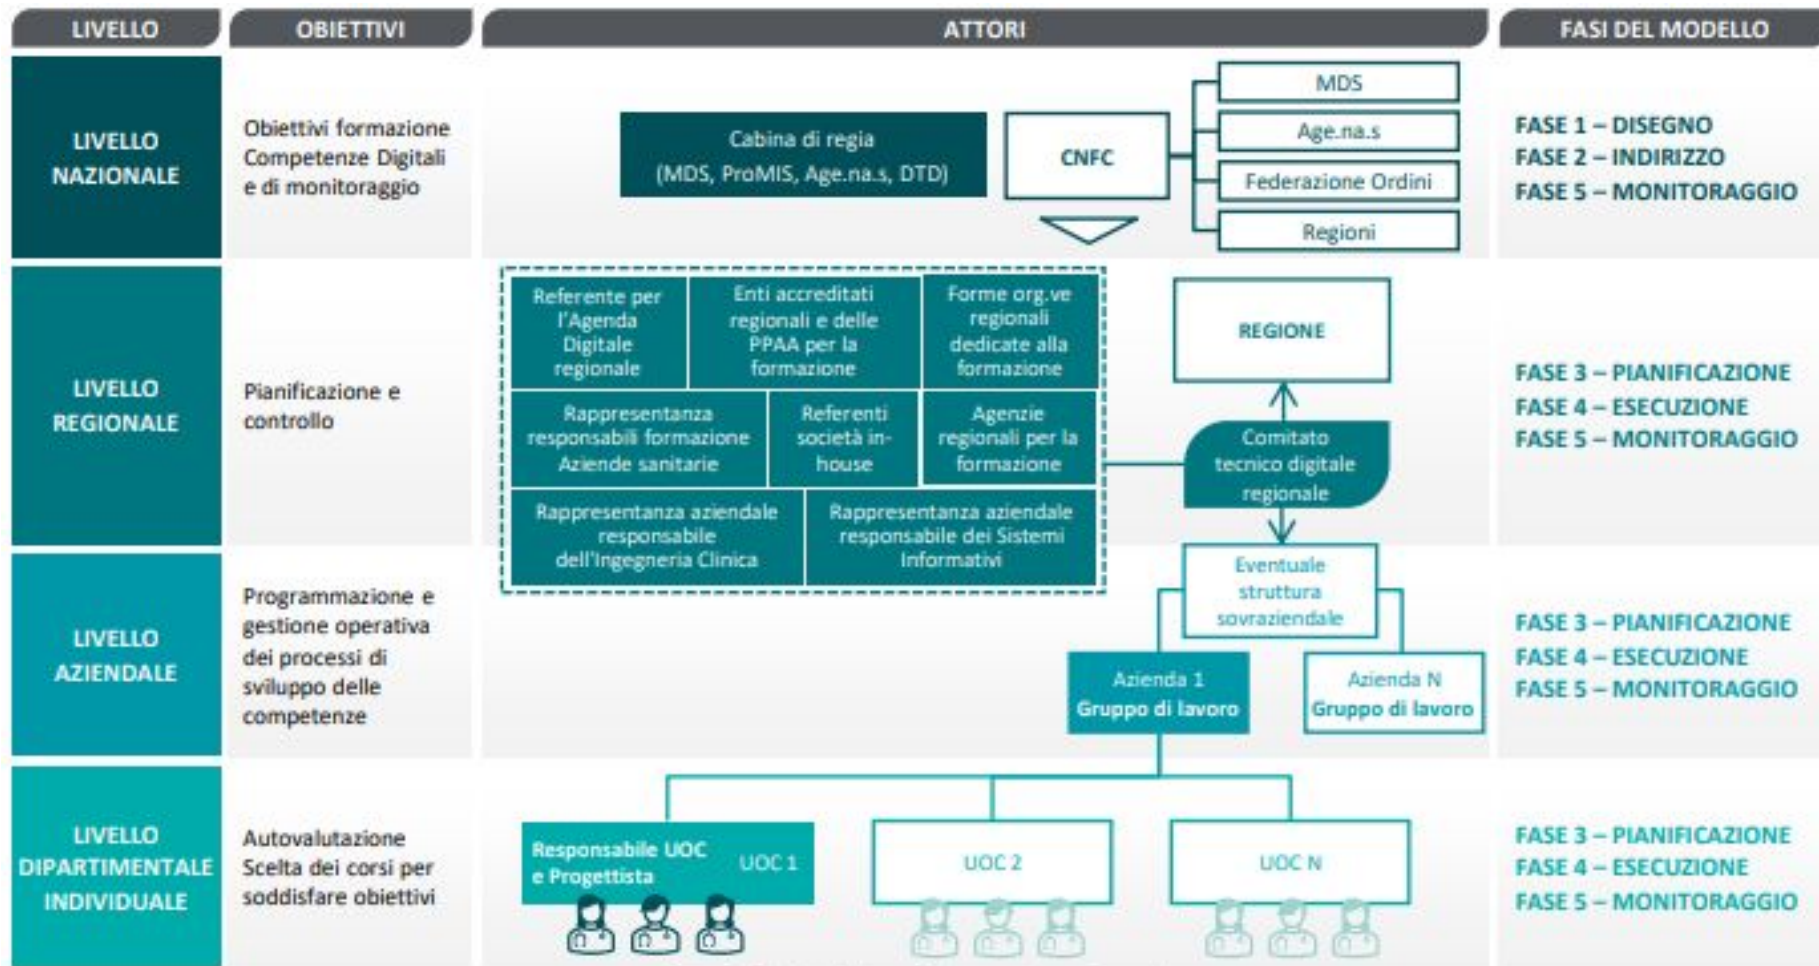 LIVELLO
OBIETTIVI
ATTORI
FASI DEL MODELLO
LIVELLO
NAZIONALE
Obiettivi formazione
Competenze Digitali
e di monitoraggio
Cabina di regia
(MDS, ProMIS, Age.na.s, DTD)
CNFC
MDS
Age.na.s
Federazione Ordini
Regioni
FASE 1 – DISEGNO
FASE 2 – INDIRIZZO
FASE 5 – MONITORAGGIO
LIVELLO
REGIONALE
Pianificazione e
controllo
Referente per
l'Agenda
Digitale
regionale
Enti accreditati
regionali e delle
PPAA per la
formazione
Forme org.ve
regionali
dedicate alla
formazione
Rappresentanza
responsabili formazione
Aziende sanitarie
Referenti
società in-
house
Agenzie
regionali per la
formazione
Rappresentanza aziendale
responsabile
dell'Ingegneria Clinica
Rappresentanza aziendale
responsabile dei Sistemi
Informativi
REGIONE
Comitato
tecnico digitale
regionale
FASE 3 – PIANIFICAZIONE
FASE 4 – ESECUZIONE
FASE 5 – MONITORAGGIO
LIVELLO
AZIENDALE
Programmazione e
gestione operativa
dei processi di
sviluppo delle
competenze
Eventuale
struttura
sovraziendale
Azienda 1
Gruppo di lavoro
Azienda N
Gruppo di lavoro
FASE 3 – PIANIFICAZIONE
FASE 4 – ESECUZIONE
FASE 5 – MONITORAGGIO
LIVELLO
DIPARTIMENTALE
INDIVIDUALE
Autovalutazione
Scelta dei corsi per
soddisfare obiettivi
Responsabile UOC
e Progettista
UOC 1
UOC 2
UOC N
FASE 3 – PIANIFICAZIONE
FASE 4 – ESECUZIONE
FASE 5 – MONITORAGGIO